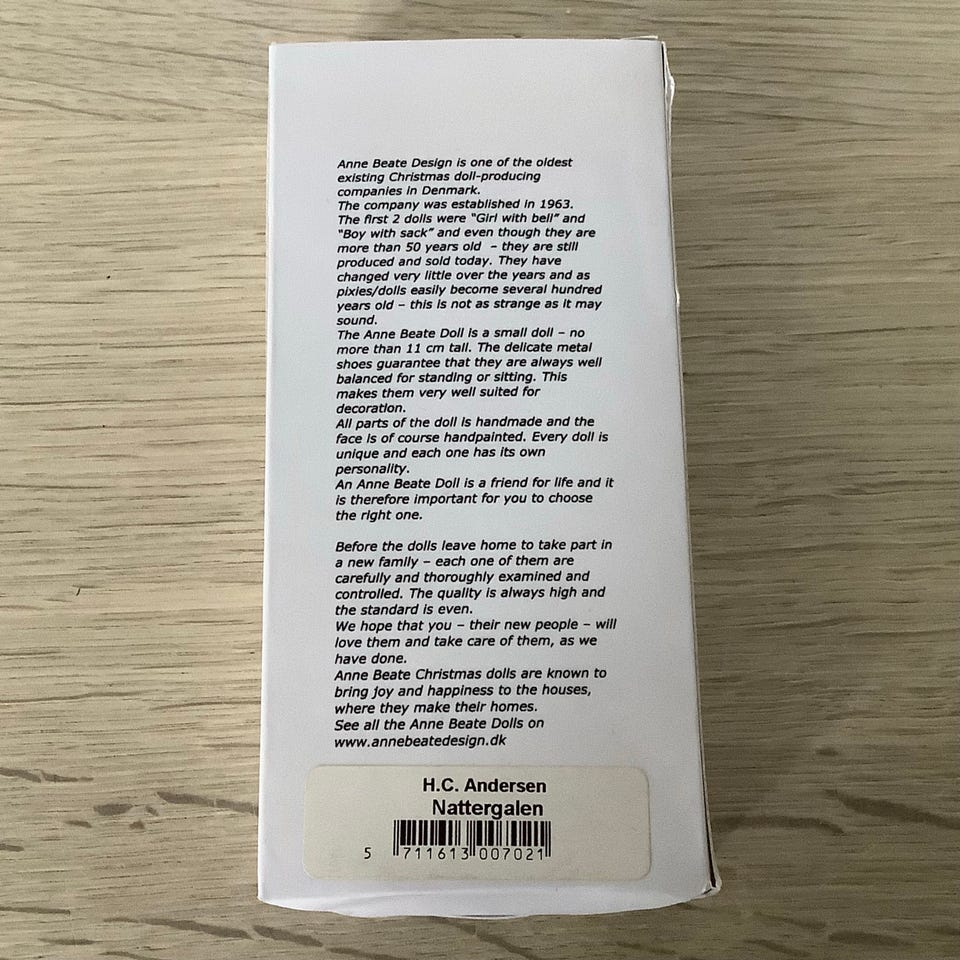 Anne Beate Design is one of the oldest
existing Christmas doll-producing
companies in Denmark.
The company was established in 1963.
The first 2 dolls were "Girl with bell" and
"Boy with sack" and even though they are
more than 50 years old – they are still
produced and sold today. They have
changed very little over the years and as
pixies/dolls easily become several hundred
years old – this is not as strange as it may
sound.
The Anne Beate Doll is a small doll – no
more than 11 cm tall. The delicate metal
shoes guarantee that they are always well
balanced for standing or sitting. This
makes them very well suited for
decoration.
All parts of the doll is handmade and the
face is of course handpainted. Every doll is
unique and each one has its own
personality.
An Anne Beate Doll is a friend for life and it
is therefore important for you to choose
the right one.
Before the dolls leave home to take part in
a new family – each one of them are
carefully and thoroughly examined and
controlled. The quality is always high and
the standard is even.
We hope that you – their new people – will
love them and take care of them, as we
have done.
Anne Beate Christmas dolls are known to
bring joy and happiness to the houses,
where they make their homes.
See all the Anne Beate Dolls on
www.annebeatedesign.dk
H.C. Andersen
Nattergalen
5 711613 007021